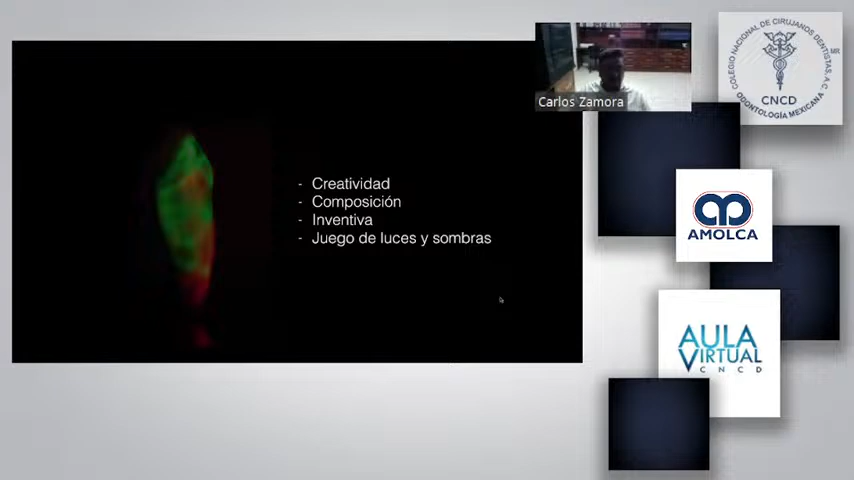 - Creatividad
- Composición
- Inventiva
- Juego de luces y sombras
Carlos Zamora
COLEGIO NACIONAL DE CIRUJANOS DENTISTAS, A.C.
MR
CNCD
ODONTOLOGÍA MEXICANA
AMOLCA
AULA
VIRTUAL
CNCD